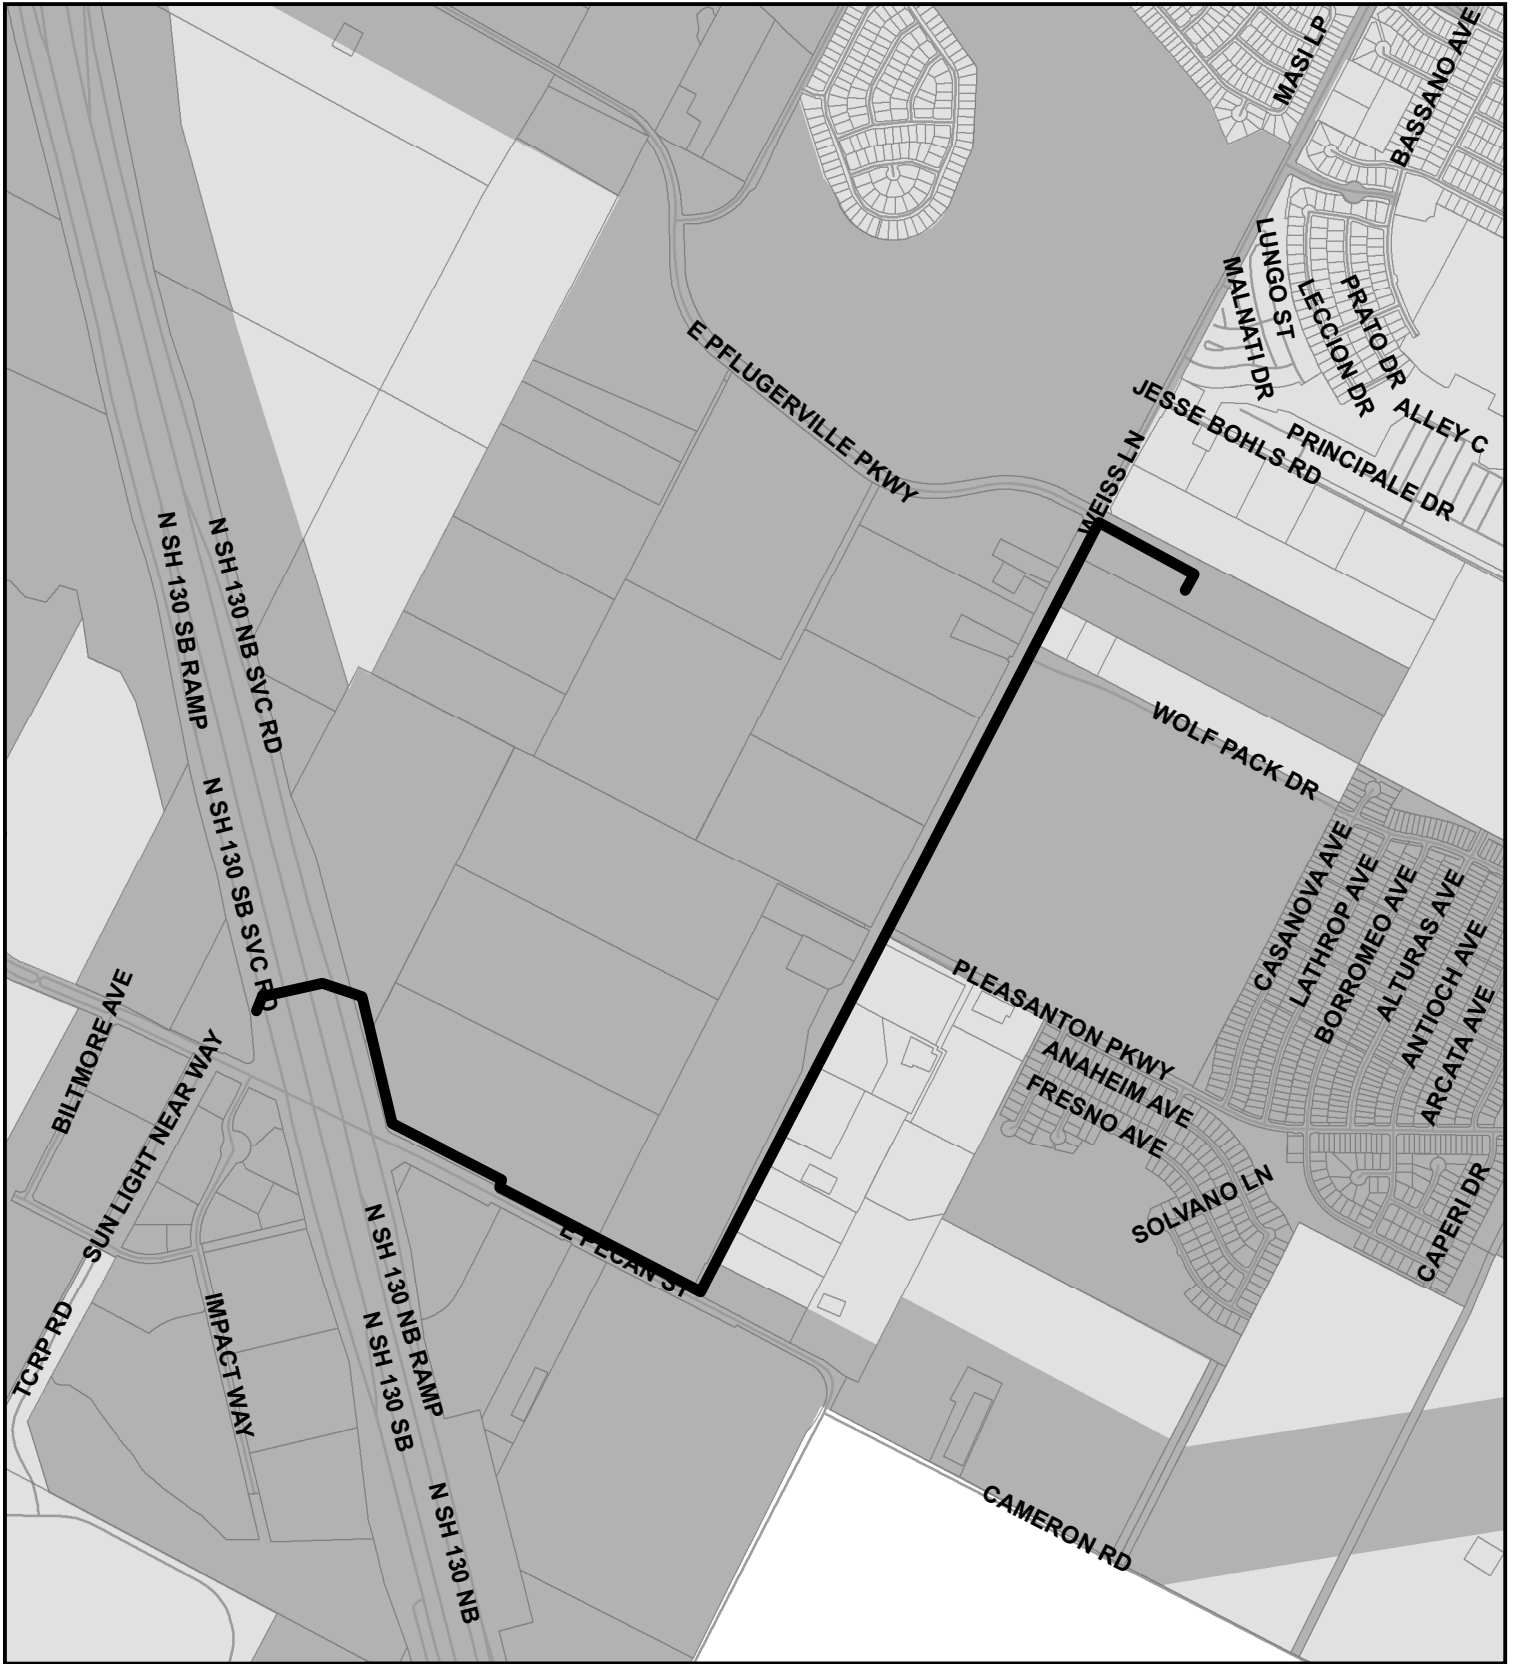 MASI LP
BASSANO AVE
LUNGO ST
MALNATI DR
PRATO DR
LECCION DR
E PFLUGERVILLE PKWY
JESSE BOHLS RD
ALLEY C
PRINCIPALE DR
WEISS LN
N SH 130 SB RAMP
N SH 130 NB SVC RD
WOLF PACK DR
N SH 130 SB SVC RD
CASANOVA AVE
LATHROP AVE
BORROMEO AVE
ALTURAS AVE
ANTIOCH AVE
ARCATA AVE
PLEASANTON PKWY
ANAHEIM AVE
FRESNO AVE
BILTMORE AVE
SUN LIGHT NEAR WAY
SOLVANO LN
CAPERI DR
E PECAN ST
N SH 130 NB RAMP
N SH 130 SB
IMPACT WAY
TCRP RD
N SH 130 NB
CAMERON RD